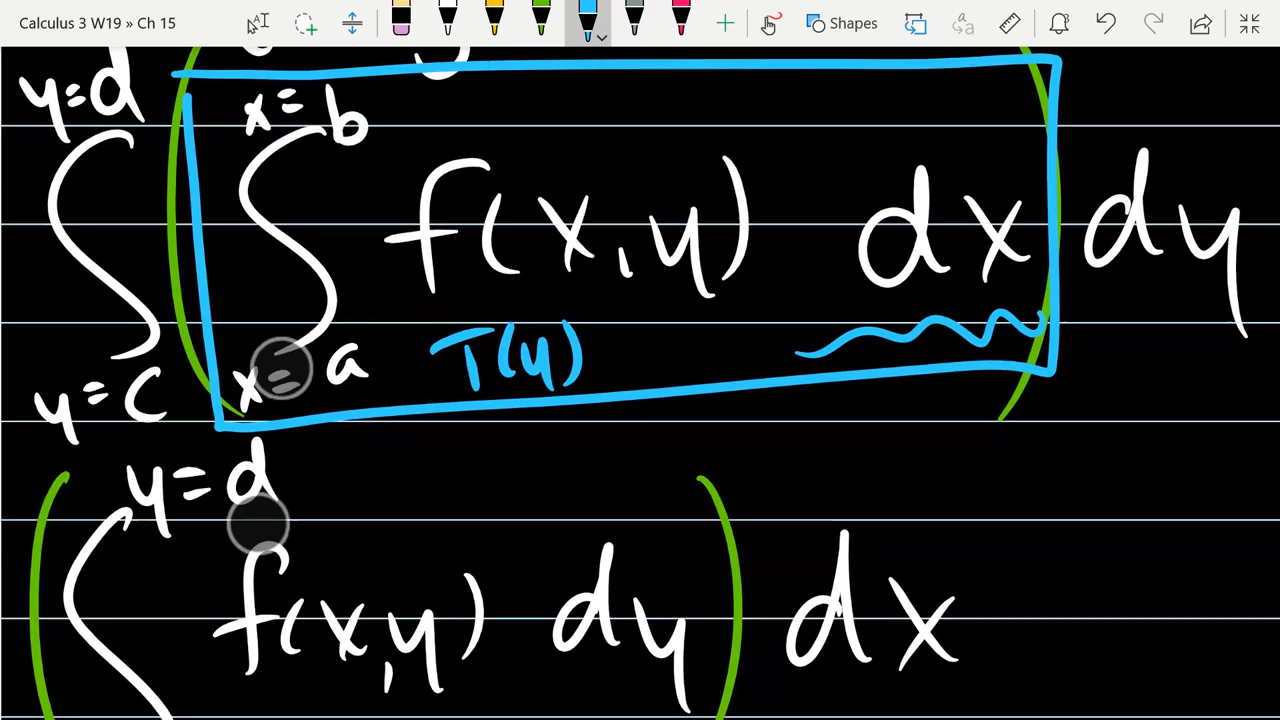 Calculus 3 W19 » Ch 15
Shapes
y=d
x=b
∫ ( ∫ f(x,y) dx ) dy
T(y)
y=c x=a
y=d
( ∫ f(x,y) dy ) dx